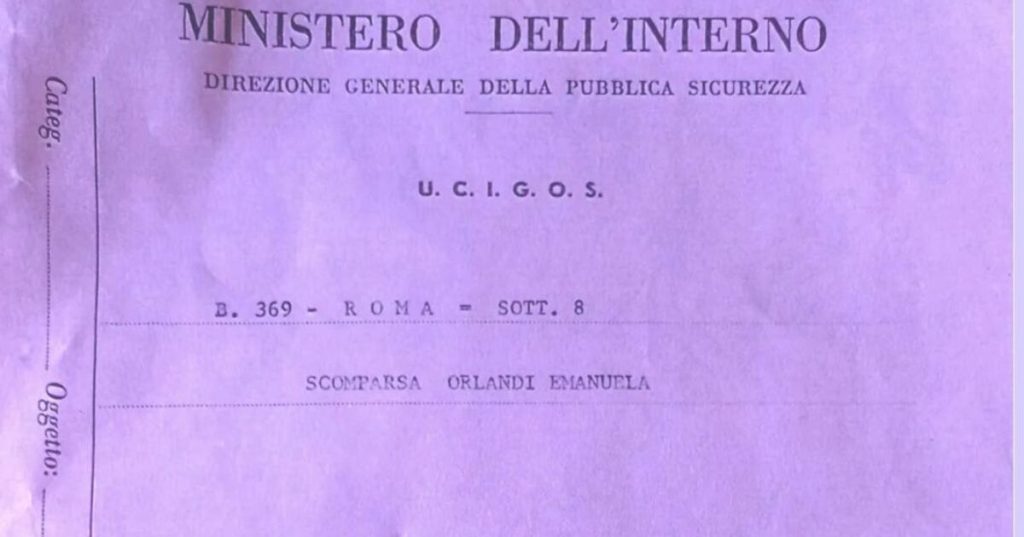 MINISTERO DELL'INTERNO
DIREZIONE GENERALE DELLA PUBBLICA SICUREZZA
U. C. I. G. O. S.
B. 369 - R O M A = SOTT. 8
SCOMPARSA ORLANDI EMANUELA
Categ.
Oggetto: